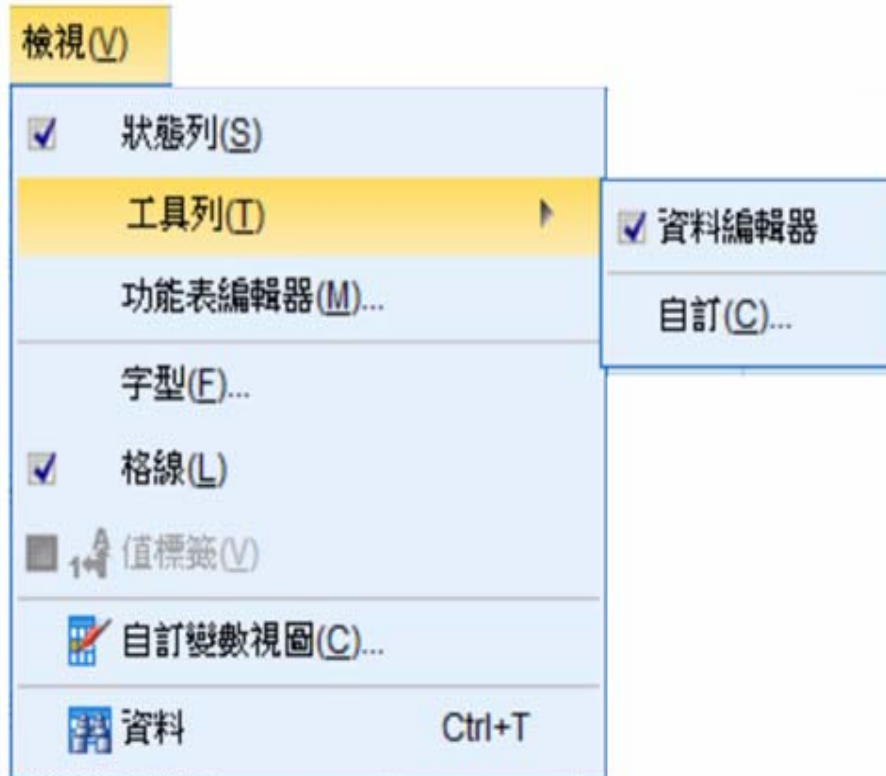 檢視(V)
狀態列(S)
工具列(T)
資料編輯器
功能表編輯器(M)...
自訂(C)...
字型(F)...
格線(L)
值標籤(V)
自訂變數視圖(C)...
資料 Ctrl+T